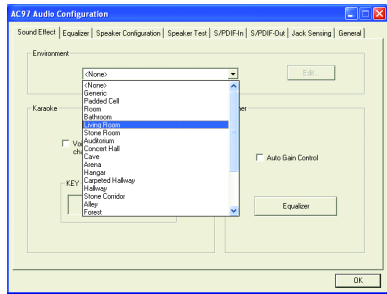 AC97 Audio Configuration
Sound Effect Equalizer Speaker Configuration Speaker Test S/PDIF-In S/PDIF-Out Jack Sensing General
Environment
<None>
Edit...
<None>
Generic
Padded Cell
Room
Bathroom
Living Room
Stone Room
Auditorium
Concert Hall
Cave
Arena
Hangar
Carpeted Hallway
Hallway
Stone Corridor
Alley
Forest
Karaoke
KEY
Auto Gain Control
Equalizer
OK